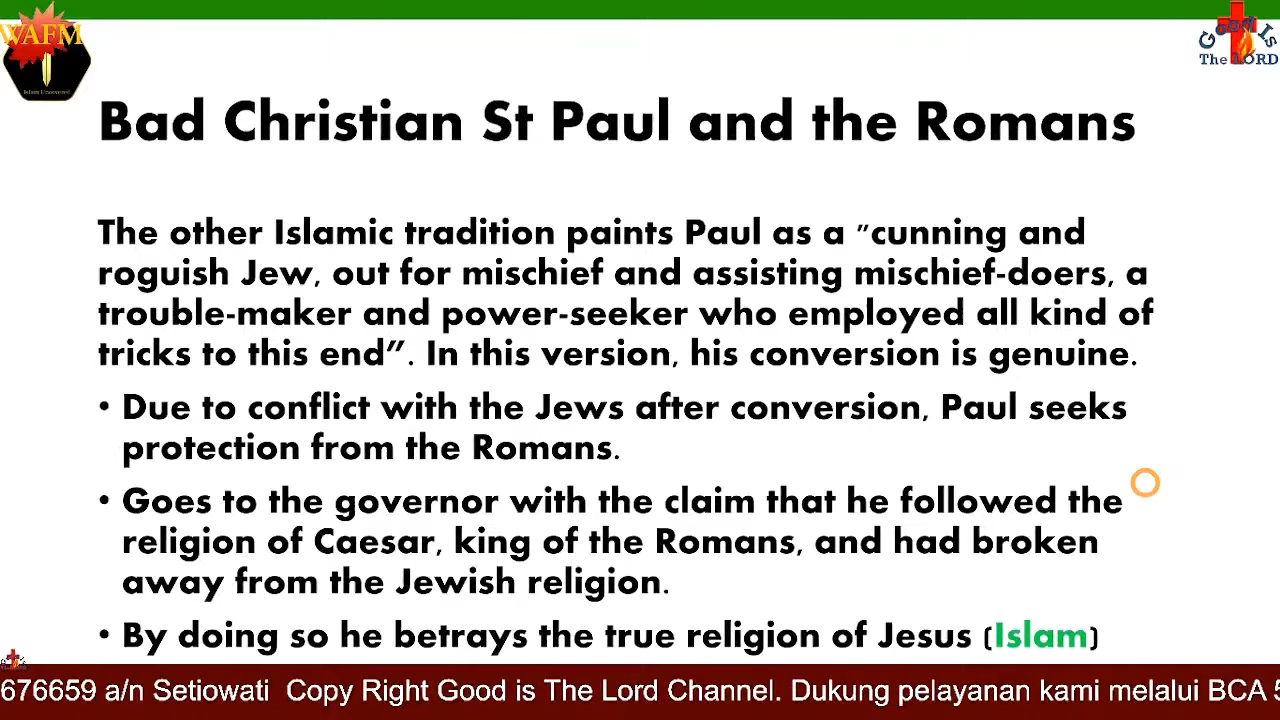 WAFM
Islam Uncovered
Good Is
The LORD
Bad Christian St Paul and the Romans
The other Islamic tradition paints Paul as a "cunning and
roguish Jew, out for mischief and assisting mischief-doers, a
trouble-maker and power-seeker who employed all kind of
tricks to this end". In this version, his conversion is genuine.
• Due to conflict with the Jews after conversion, Paul seeks
protection from the Romans.
• Goes to the governor with the claim that he followed the
religion of Caesar, king of the Romans, and had broken
away from the Jewish religion.
• By doing so he betrays the true religion of Jesus (Islam)
676659 a/n Setiowati Copy Right Good is The Lord Channel. Dukung pelayanan kami melalui BCA 5